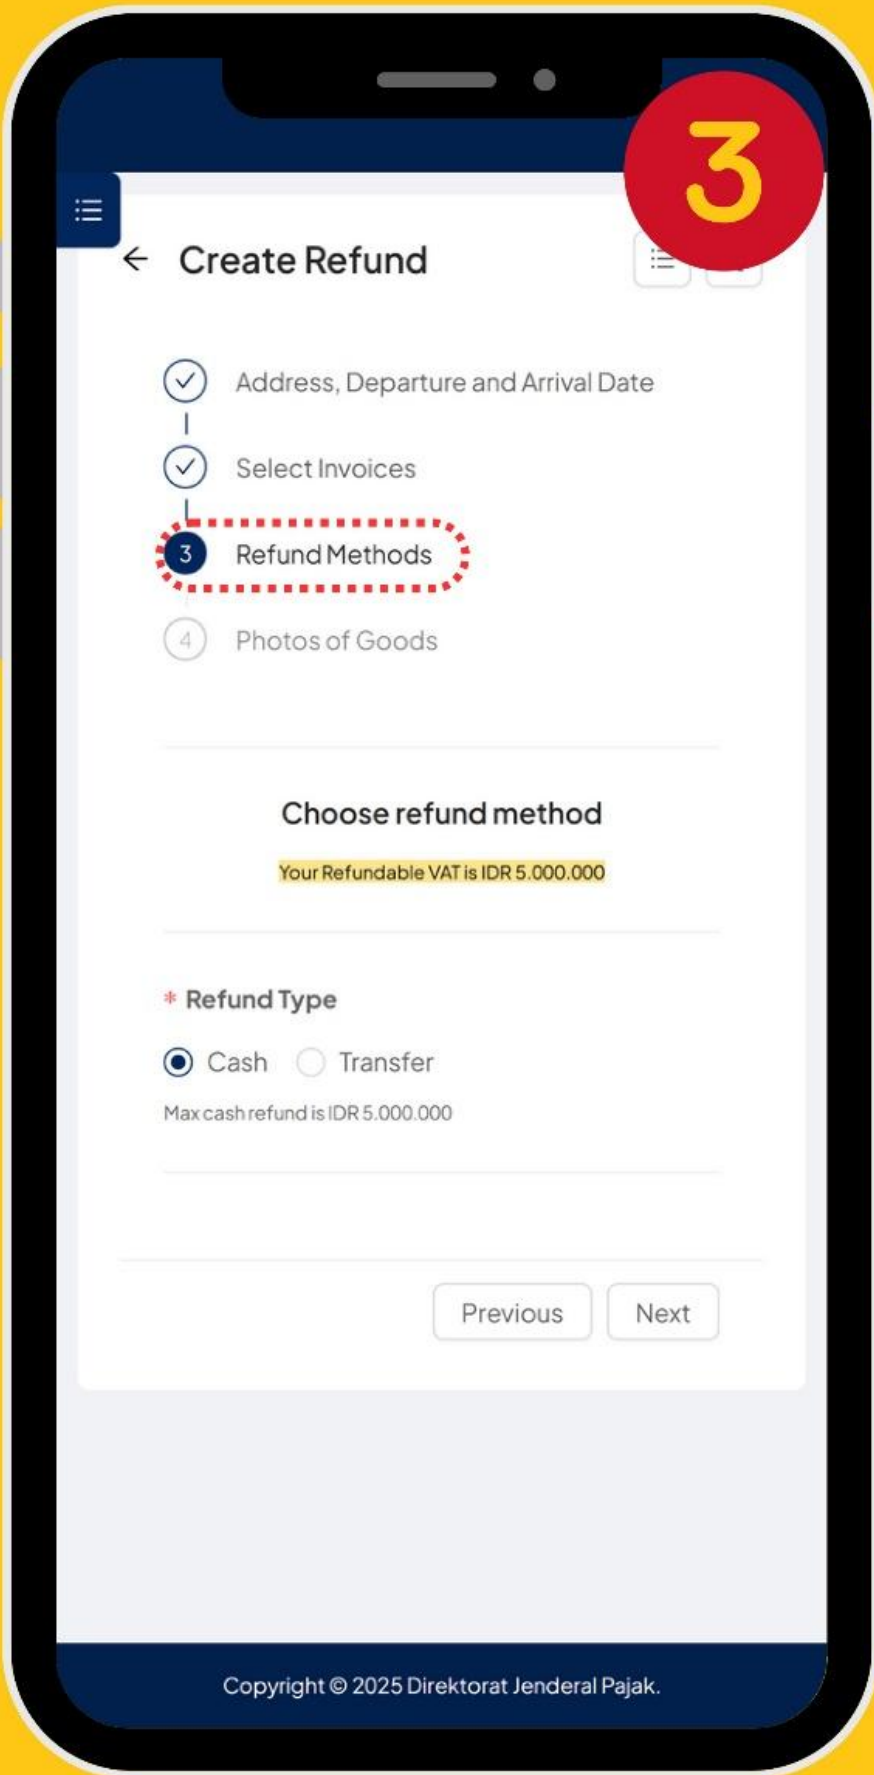 3
Create Refund
Address, Departure and Arrival Date
Select Invoices
3 Refund Methods
4 Photos of Goods
Choose refund method
Your Refundable VAT is IDR 5.000.000
* Refund Type
Cash Transfer
Max cash refund is IDR 5.000.000
Previous Next
Copyright © 2025 Direktorat Jenderal Pajak.